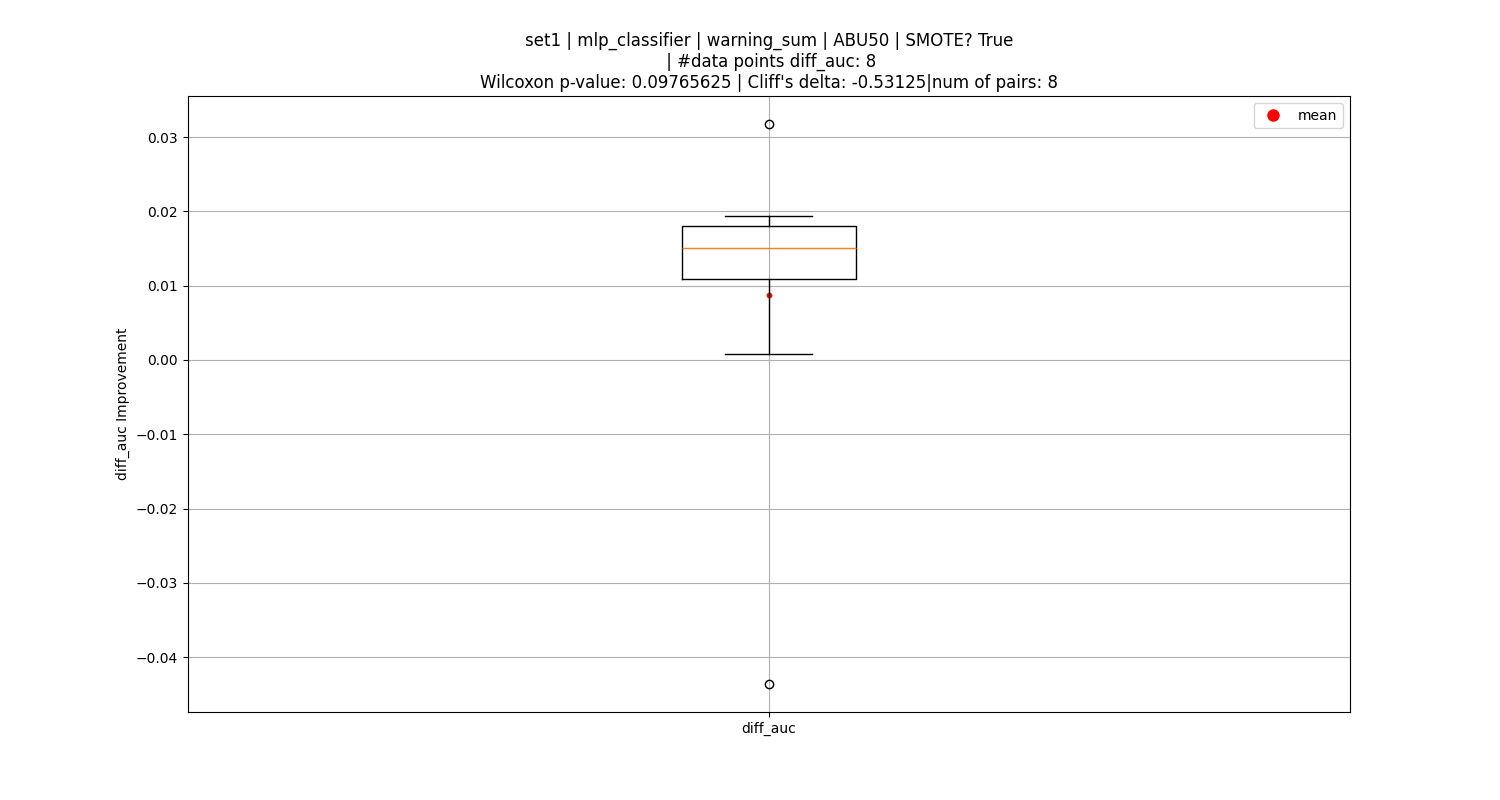 set1 | mlp_classifier | warning_sum | ABU50 | SMOTE? True
| #data points diff_auc: 8
Wilcoxon p-value: 0.09765625 | Cliff's delta: -0.53125|num of pairs: 8
mean
0.03
0.02
0.01
0.00
−0.01
−0.02
−0.03
−0.04
diff_auc Improvement
diff_auc